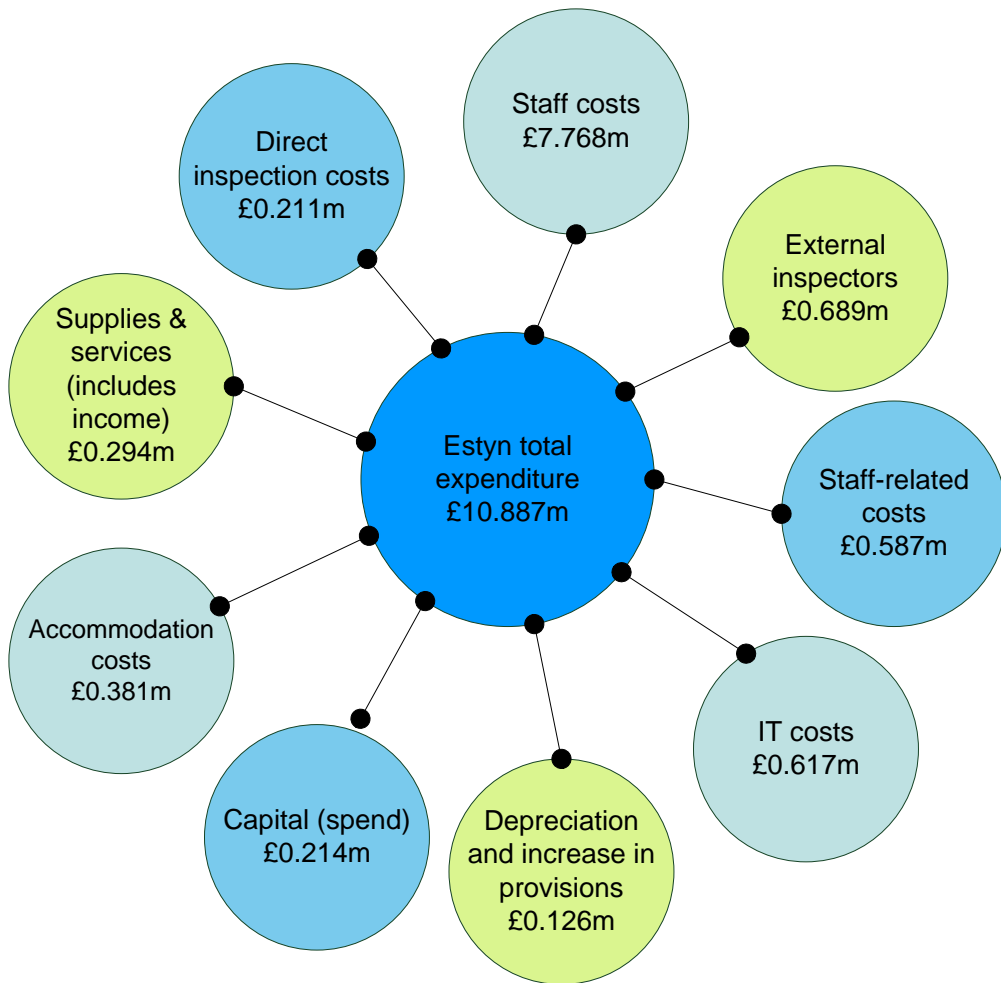 Staff costs
£7.768m
Direct
inspection costs
£0.211m
External
inspectors
£0.689m
Supplies &
services
(includes
income)
£0.294m
Estyn total
expenditure
£10.887m
Staff-related
costs
£0.587m
Accommodation
costs
£0.381m
IT costs
£0.617m
Capital (spend)
£0.214m
Depreciation
and increase in
provisions
£0.126m